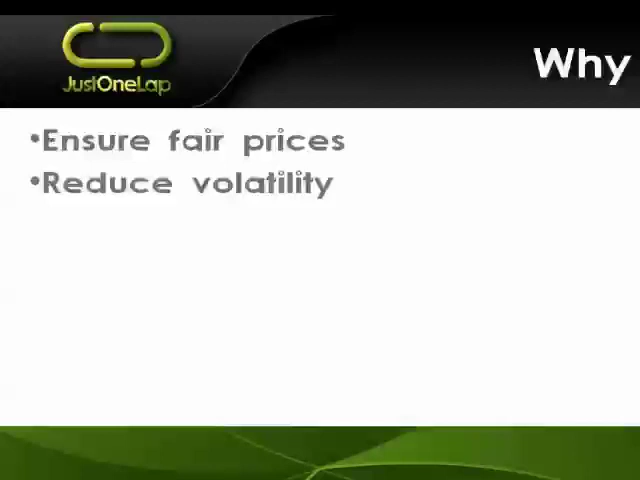 JustOneLap
Why
•Ensure fair prices
•Reduce volatility